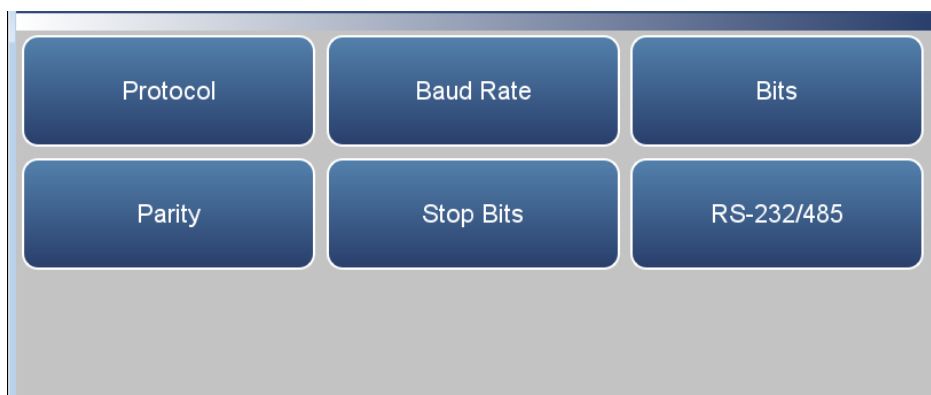 Protocol
Baud Rate
Bits
Parity
Stop Bits
RS-232/485